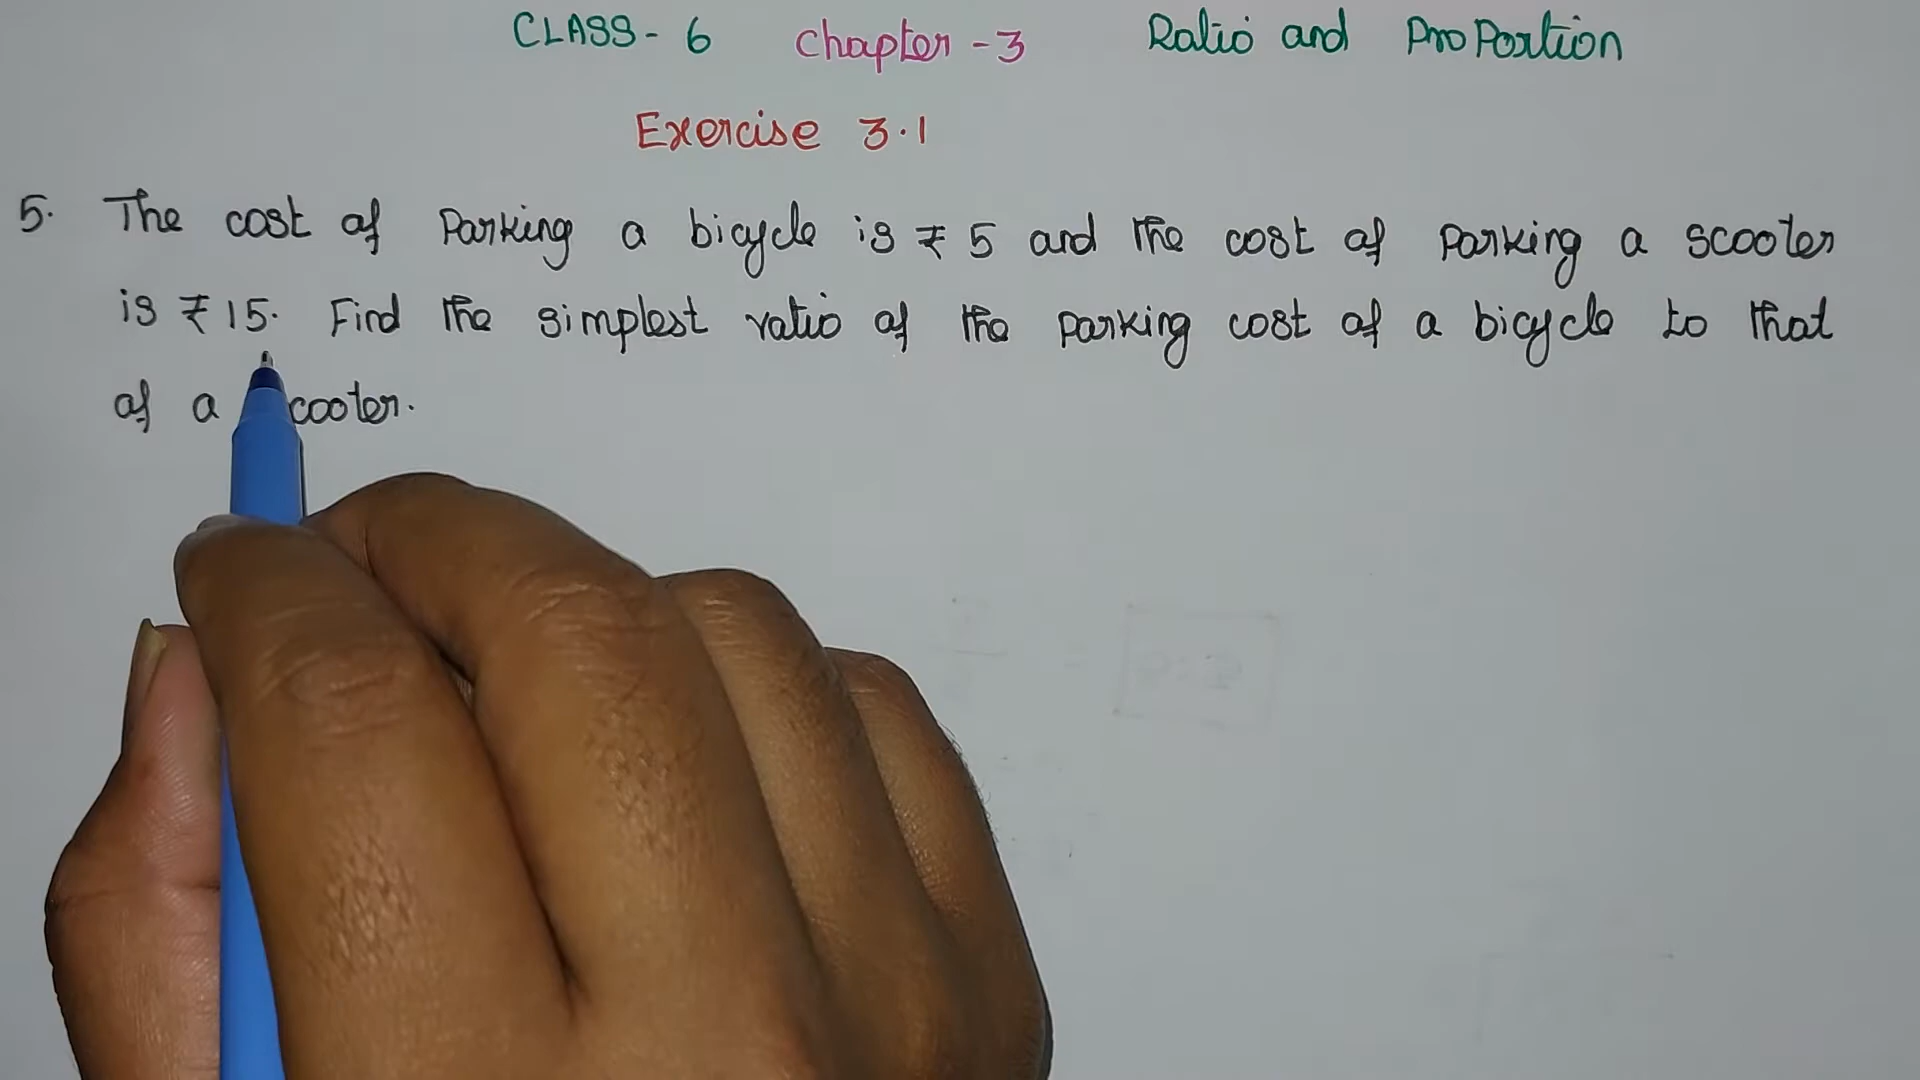 CLASS - 6 Chapter - 3 Ratio and Proportion
Exercise 3.1
5. The cost of Parking a bicycle is ₹ 5 and the cost of parking a scooter
is ₹ 15. Find the simplest ratio of the parking cost of a bicycle to that
of a cooter.